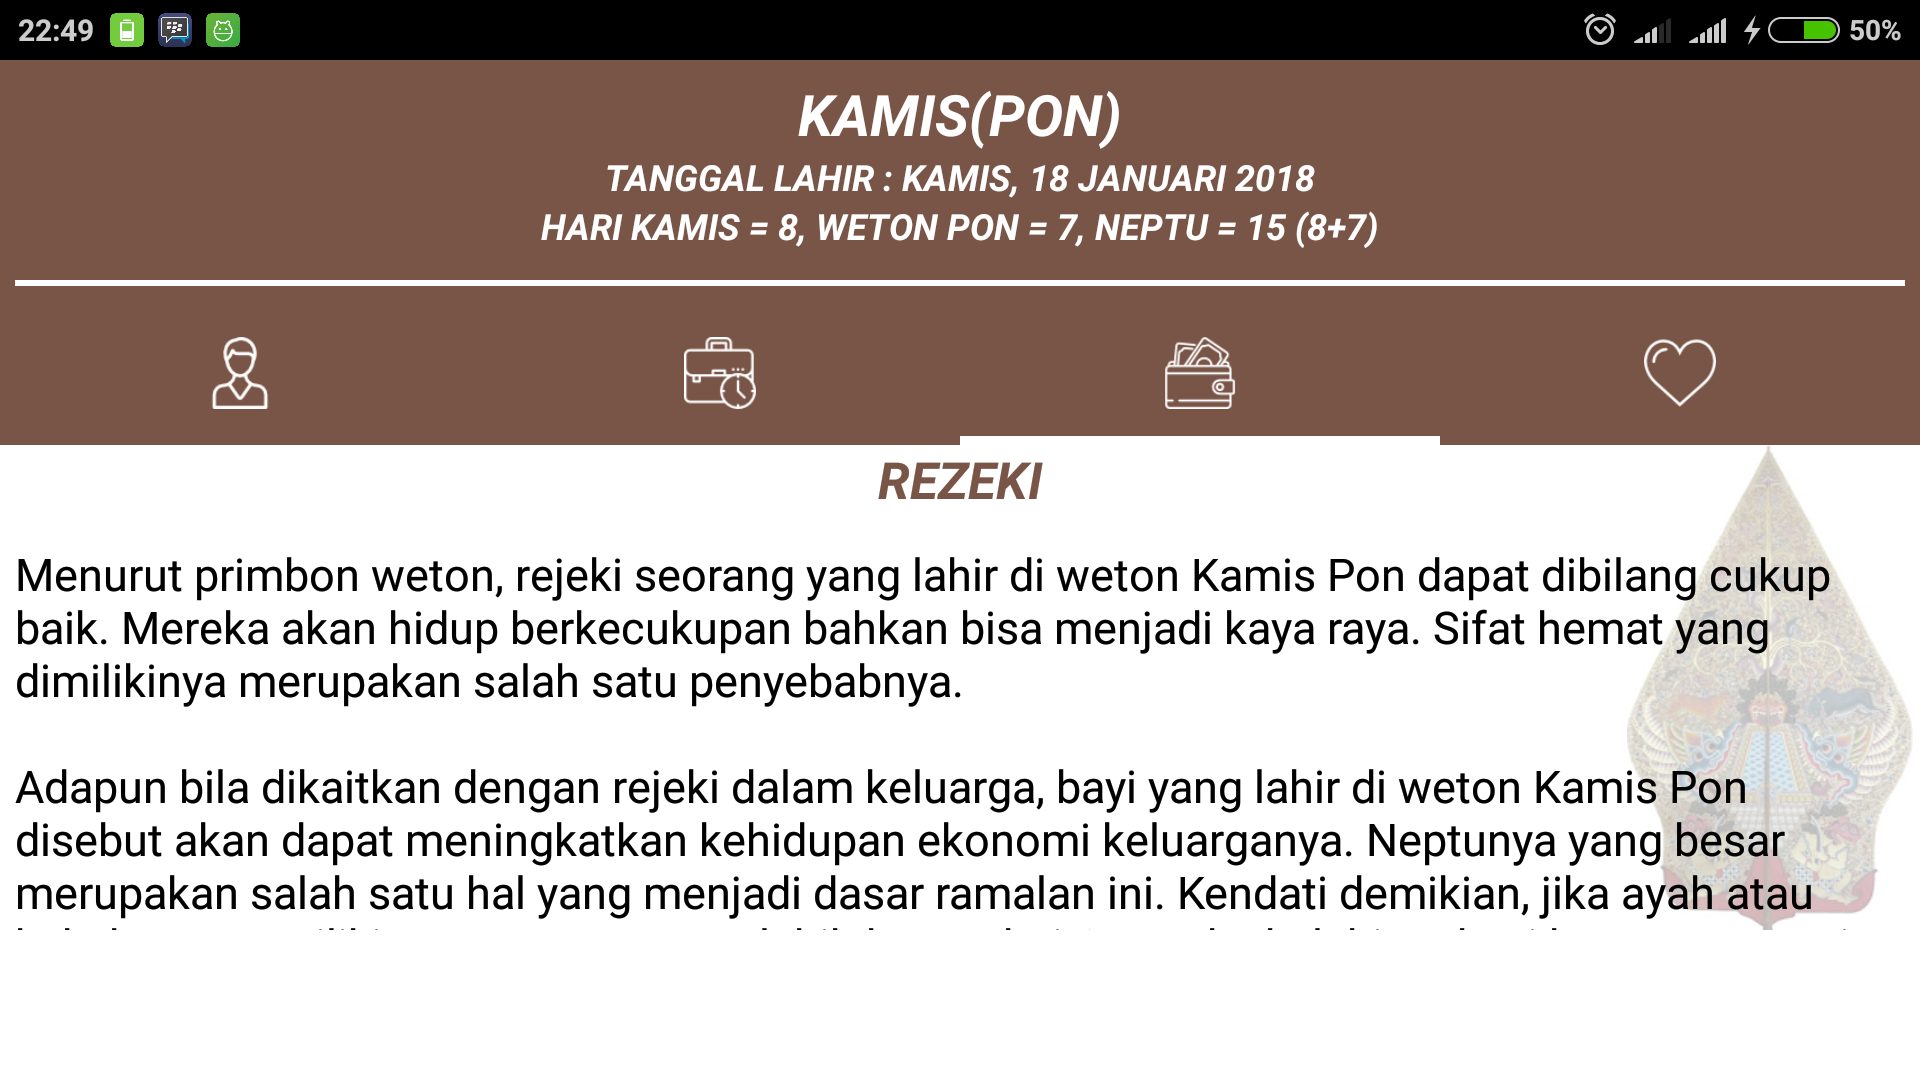 22:49
50%
KAMIS(PON)
TANGGAL LAHIR : KAMIS, 18 JANUARI 2018
HARI KAMIS = 8, WETON PON = 7, NEPTU = 15 (8+7)
REZEKI
Menurut primbon weton, rejeki seorang yang lahir di weton Kamis Pon dapat dibilang cukup
baik. Mereka akan hidup berkecukupan bahkan bisa menjadi kaya raya. Sifat hemat yang
dimilikinya merupakan salah satu penyebabnya.
Adapun bila dikaitkan dengan rejeki dalam keluarga, bayi yang lahir di weton Kamis Pon
disebut akan dapat meningkatkan kehidupan ekonomi keluarganya. Neptunya yang besar
merupakan salah satu hal yang menjadi dasar ramalan ini. Kendati demikian, jika ayah atau